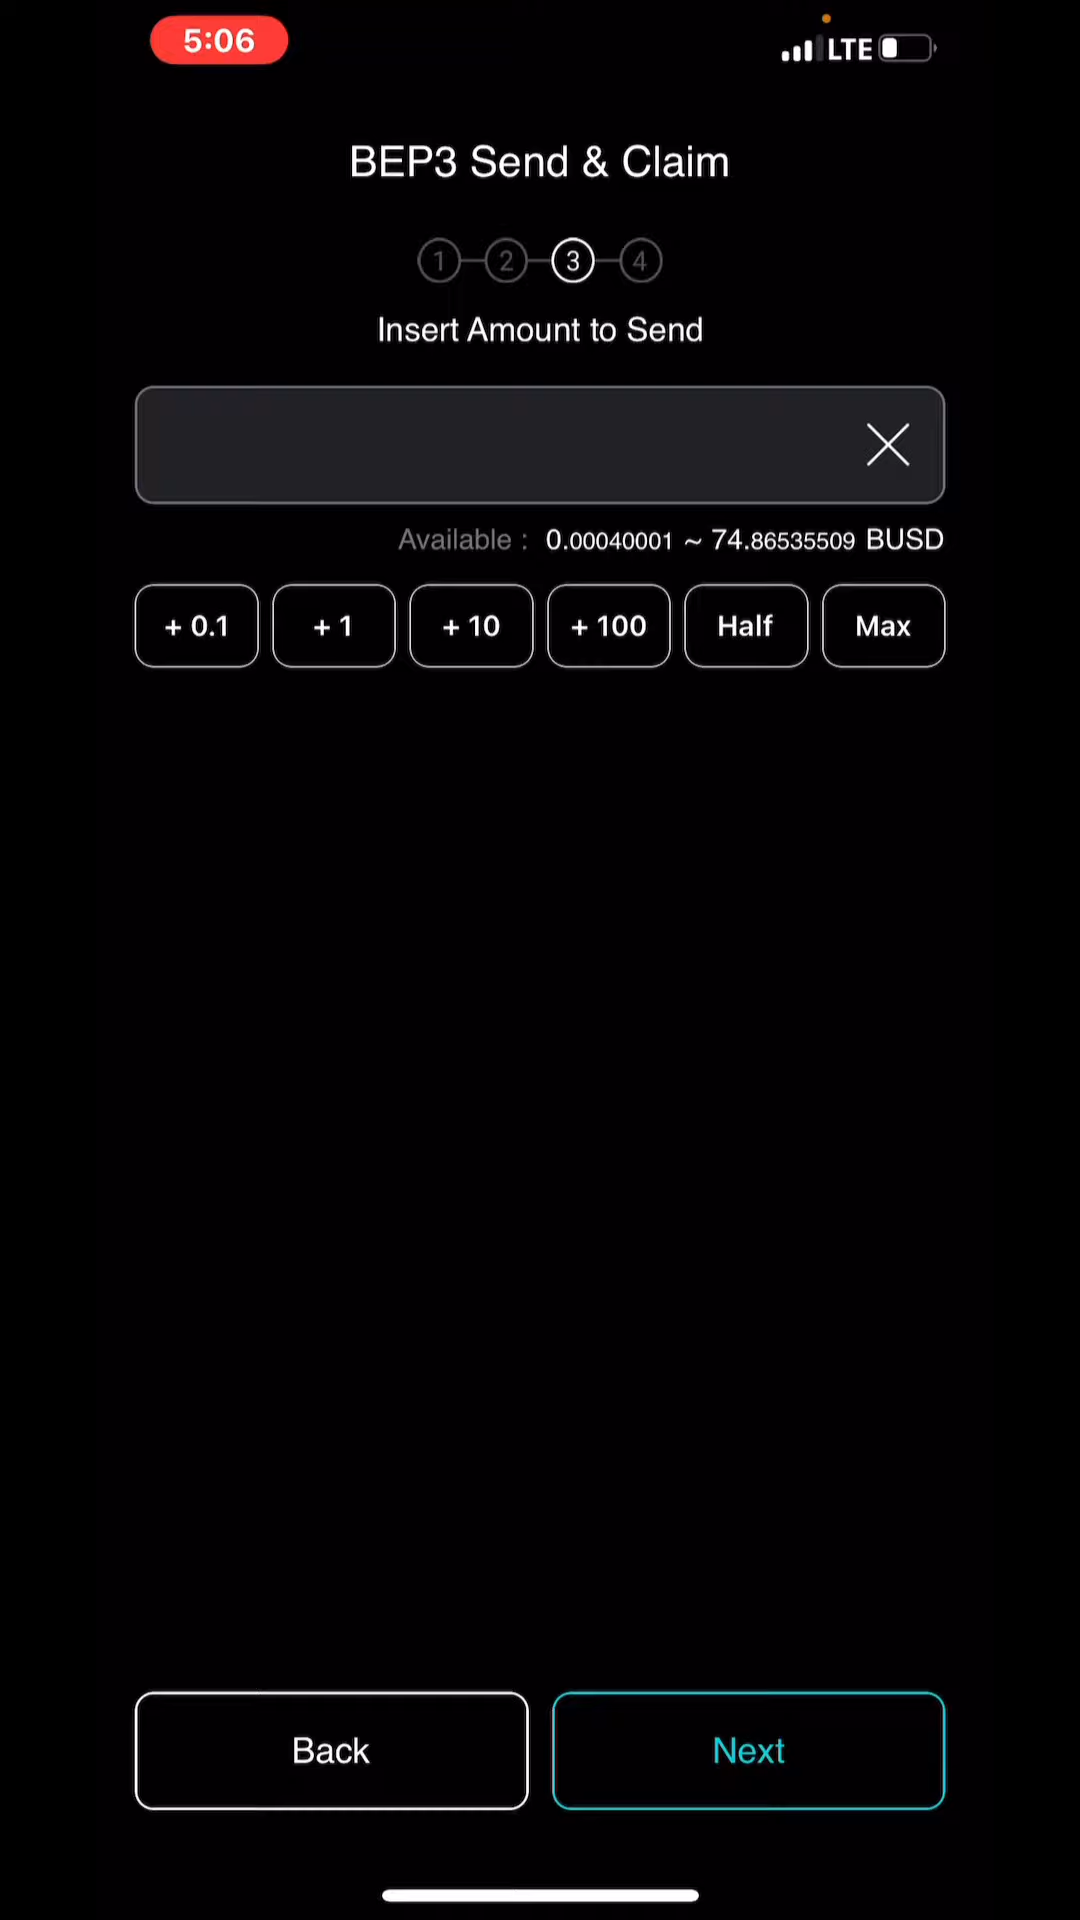 5:06 LTE
BEP3 Send & Claim
1 2 3 4
Insert Amount to Send
Available : 0.00040001 ~ 74.86535509 BUSD
+ 0.1 + 1 + 10 + 100 Half Max
Back Next